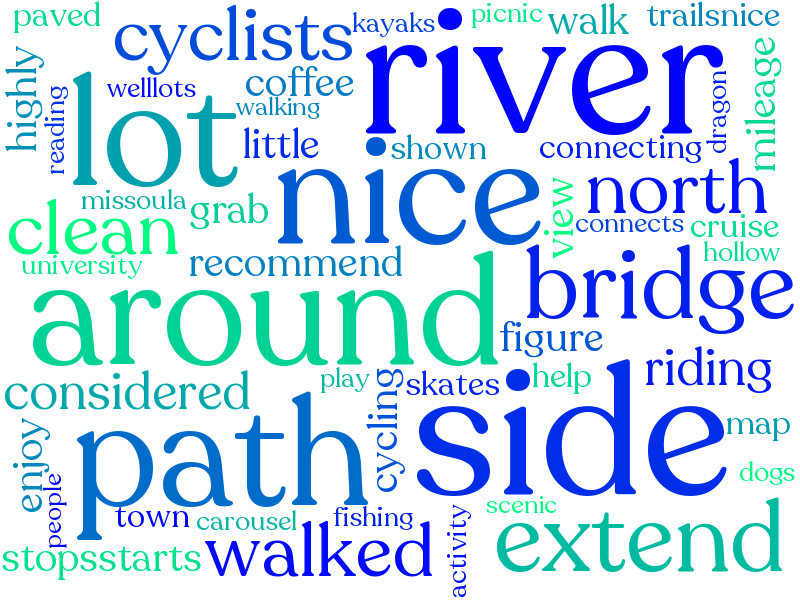 paved
cyclists
kayaks
picnic
walk
trailsnice
highly
reading
welllots
coffee
walking
river
lot
little
shown
connecting
dragon
mileage
missoula
grab
nice
view
north
connects
cruise
hollow
clean
university
recommend
around
bridge
figure
considered
play
cycling
skates
help
riding
enjoy
people
path
side
map
dogs
town
carousel
fishing
activity
scenic
stopsstarts
walked
extend